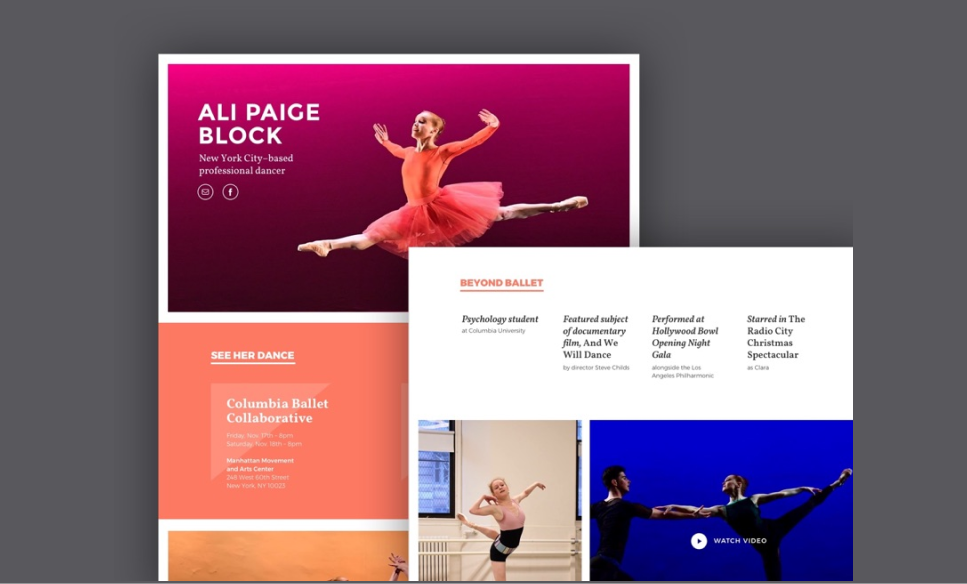 ALI PAIGE
BLOCK
New York City–based
professional dancer
BEYOND BALLET
Psychology student
at Columbia University
Featured subject
of documentary
film, And We
Will Dance
by director Steve Childs
Performed at
Hollywood Bowl
Opening Night
Gala
alongside the Los
Angeles Philharmonic
Starred in The
Radio City
Christmas
Spectacular
as Clara
SEE HER DANCE
Columbia Ballet
Collaborative
Friday, Nov. 17th - 8pm
Saturday, Nov. 18th - 8pm
Manhattan Movement
and Arts Center
248 West 60th Street
New York, NY 10023
WATCH VIDEO